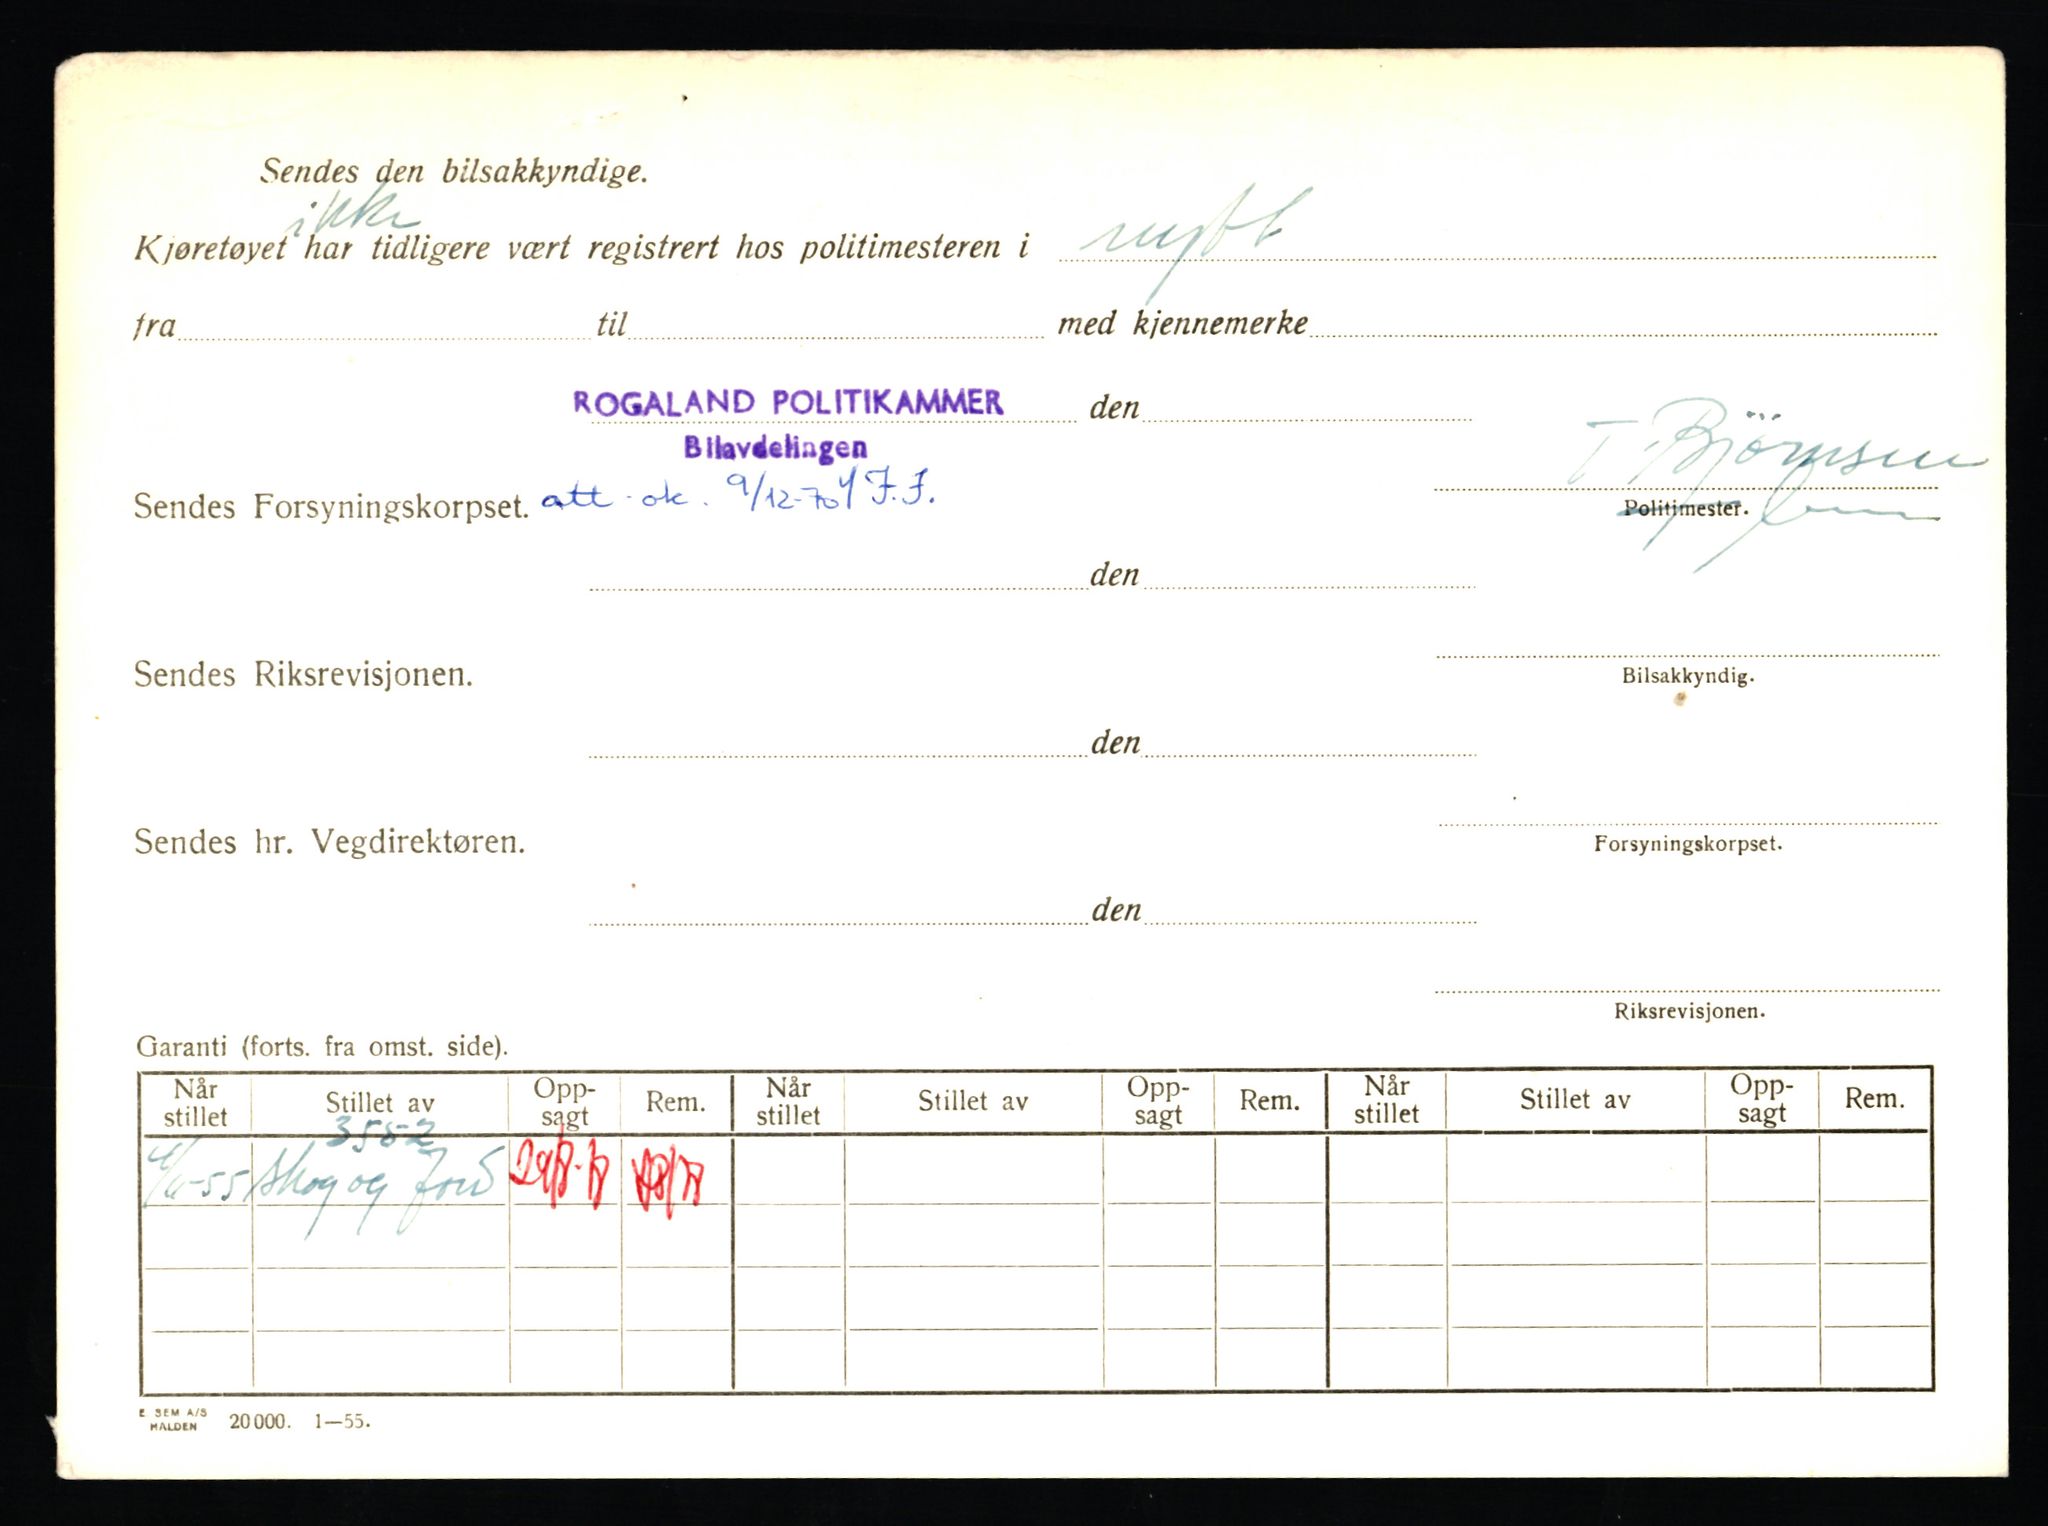 Sendes den bilsakkyndige.
ikke
Kjøretøyet har tidligere vært registrert hos politimesteren i nytt
fra til med kjennemerke
ROGALAND POLITIKAMMER den
Bilavdelingen
T. Björnsen
Sendes Forsyningskorpset. att. ok. 9/12-70 J.J.
Politimester.
den
Sendes Riksrevisjonen.
Bilsakkyndig.
den
Sendes hr. Vegdirektøren.
Forsyningskorpset.
den
Riksrevisjonen.
Garanti (forts. fra omst. side).
Når stillet Stillet av Opp-sagt Rem. Når stillet Stillet av Opp-sagt Rem. Når stillet Stillet av Opp-sagt Rem.
3582
Skog og Jord
E. SEM A/S
HALDEN 20000. 1—55.